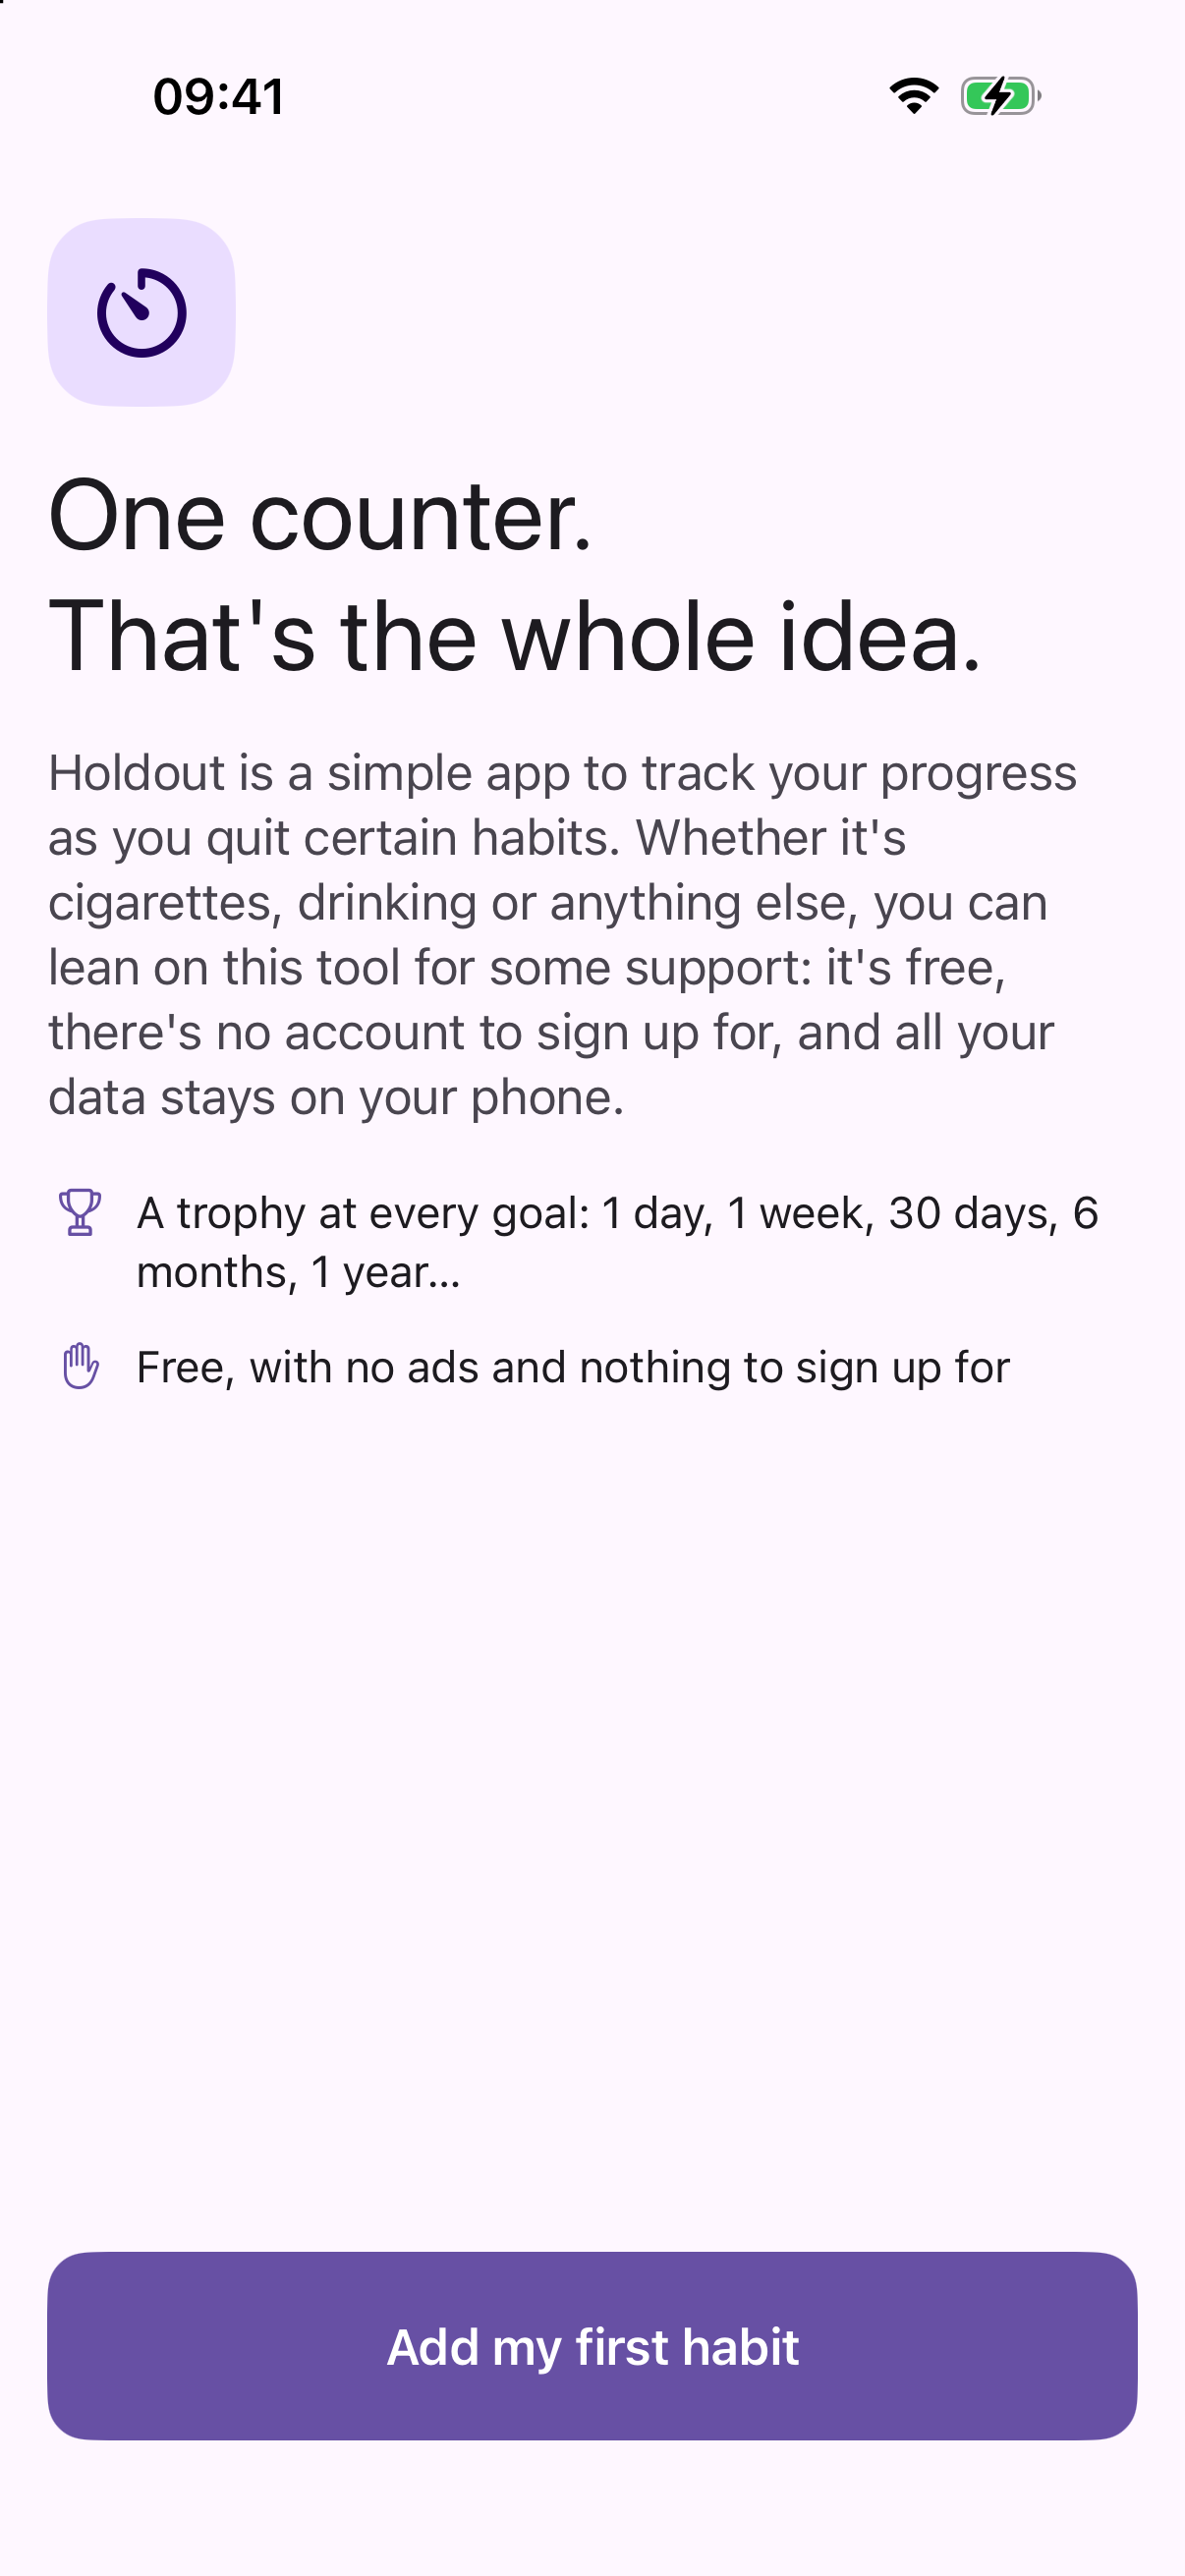 09:41
One counter.
That's the whole idea.
Holdout is a simple app to track your progress
as you quit certain habits. Whether it's
cigarettes, drinking or anything else, you can
lean on this tool for some support: it's free,
there's no account to sign up for, and all your
data stays on your phone.
A trophy at every goal: 1 day, 1 week, 30 days, 6
months, 1 year...
Free, with no ads and nothing to sign up for
Add my first habit